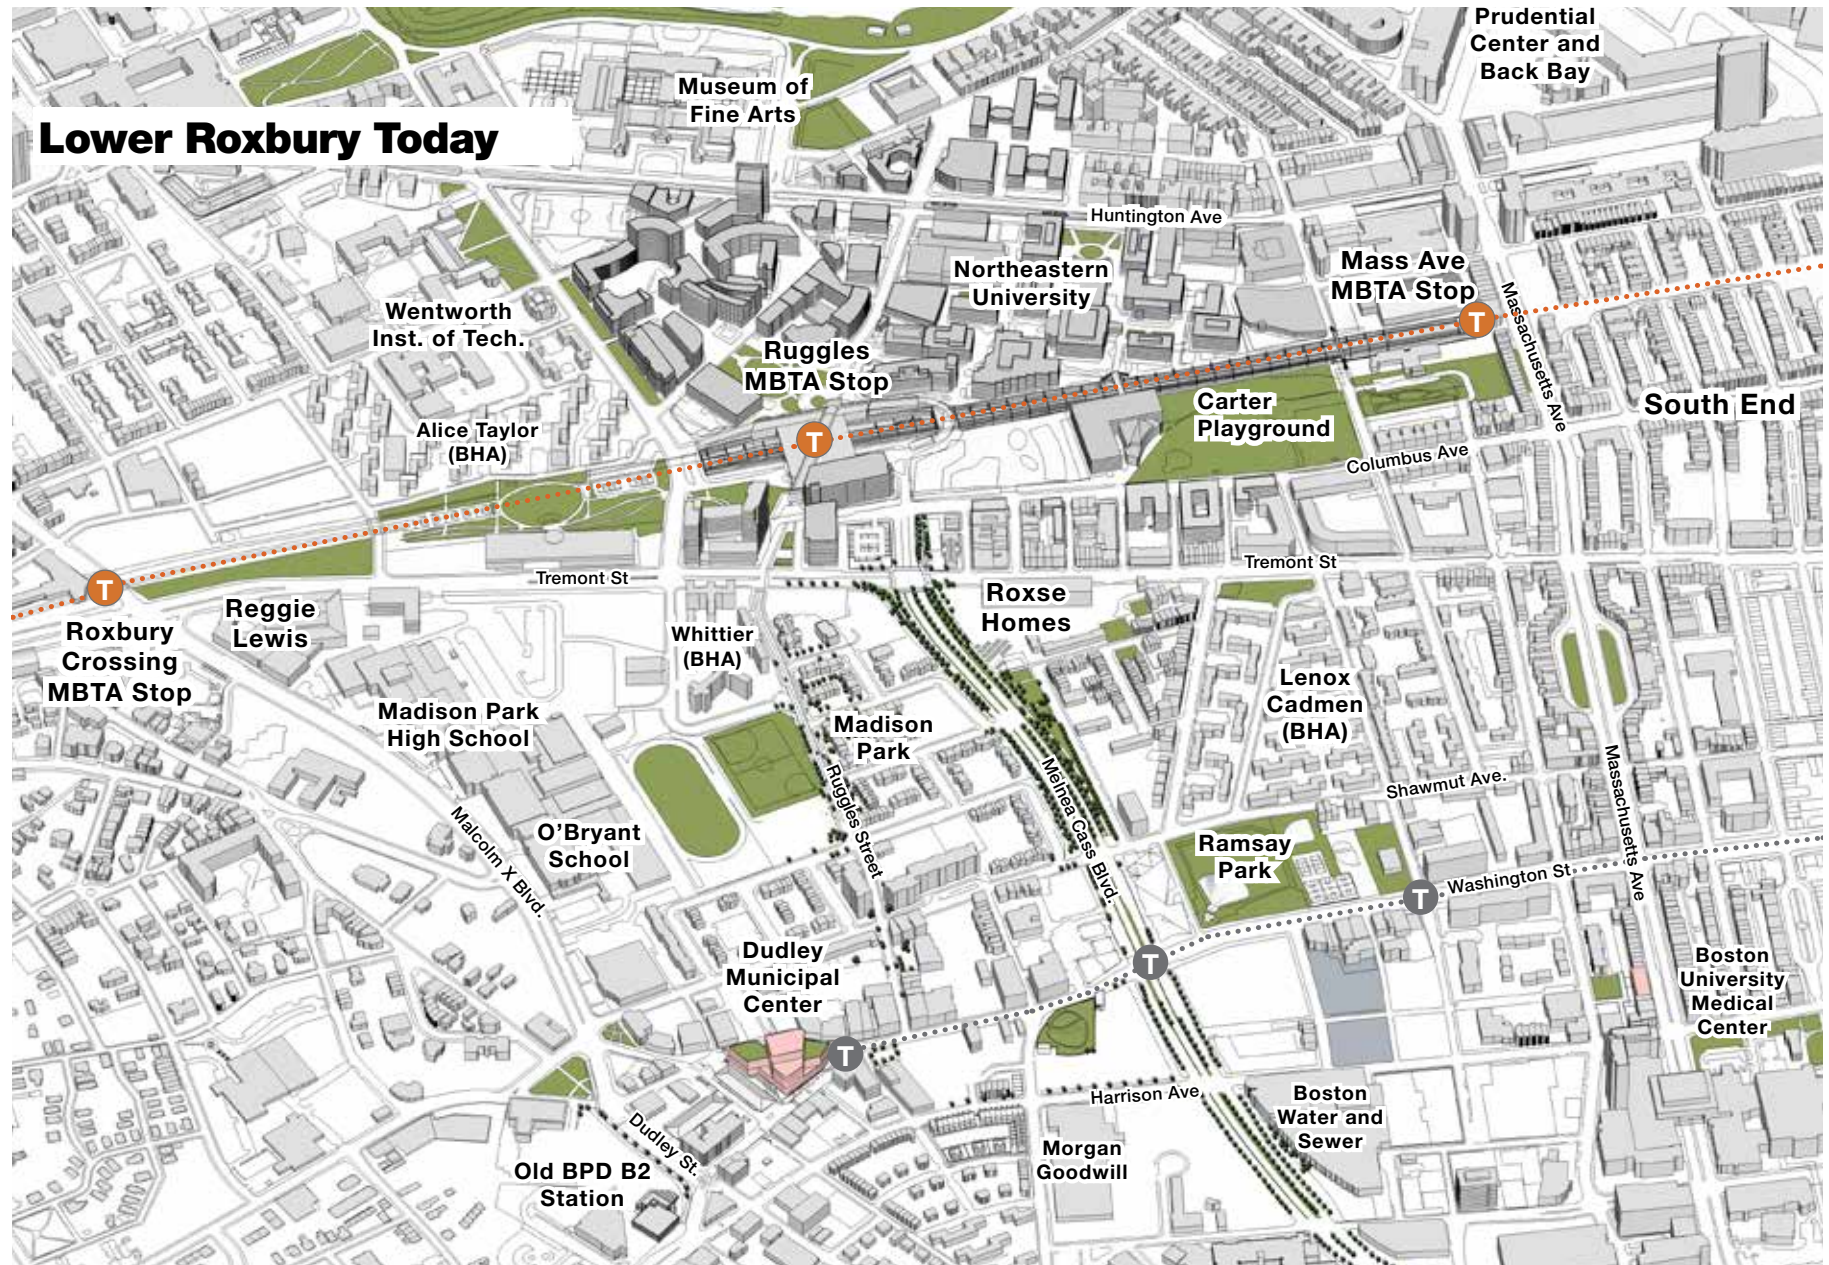 Prudential
Center and
Back Bay
Museum of
Fine Arts
Lower Roxbury Today
Huntington Ave
Northeastern
University
Mass Ave
MBTA Stop
T
Massachusetts Ave
Wentworth
Inst. of Tech.
Ruggles
MBTA Stop
T
Carter
Playground
South End
Alice Taylor
(BHA)
Columbus Ave
Tremont St
Tremont St
T
Roxbury
Crossing
MBTA Stop
Reggie
Lewis
Whittier
(BHA)
Roxse
Homes
Lenox
Cadmen
(BHA)
Madison Park
High School
Madison
Park
Ruggles Street
Melnea Cass Blvd.
Shawmut Ave.
Massachusetts Ave
Malcolm X Blvd.
O'Bryant
School
Ramsay
Park
T
Washington St
Dudley
Municipal
Center
T
T
Boston
University
Medical
Center
Harrison Ave
Boston
Water and
Sewer
Dudley St.
Morgan
Goodwill
Old BPD B2
Station